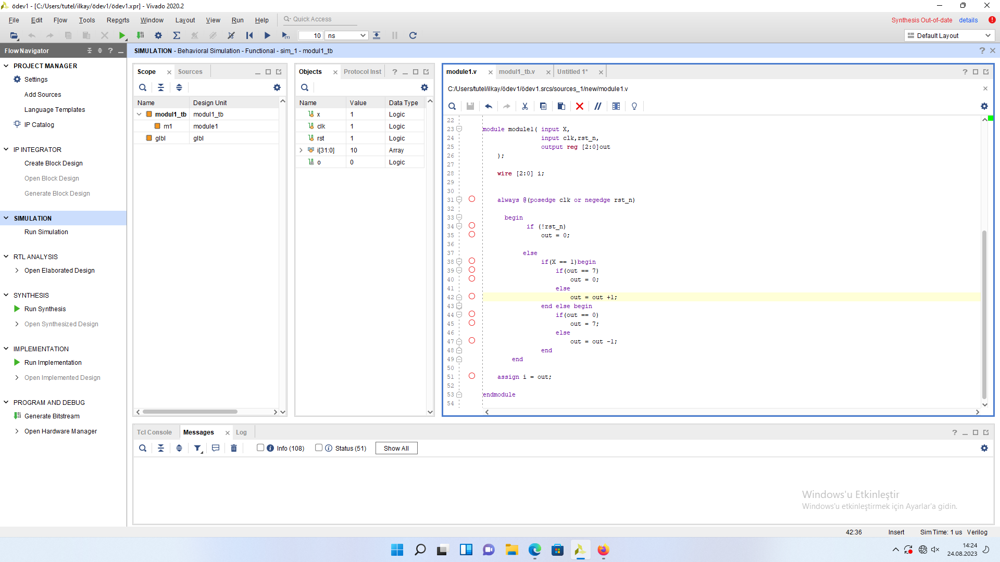 ödev1 - [C:/Users/tutel/ilkay/ödev1/ödev1.xpr] - Vivado 2020.2
File Edit Flow Tools Reports Window Layout View Run Help Quick Access
Synthesis Out-of-date details
10 ns
Default Layout
Flow Navigator
SIMULATION - Behavioral Simulation - Functional - sim_1 - modul1_tb
PROJECT MANAGER
Settings
Add Sources
Language Templates
IP Catalog
IP INTEGRATOR
Create Block Design
Open Block Design
Generate Block Design
SIMULATION
Run Simulation
RTL ANALYSIS
Open Elaborated Design
SYNTHESIS
Run Synthesis
Open Synthesized Design
IMPLEMENTATION
Run Implementation
Open Implemented Design
PROGRAM AND DEBUG
Generate Bitstream
Open Hardware Manager
Scope Sources
Name Design Unit
modul1_tb modul1_tb
m1 module1
glbl glbl
Objects Protocol Inst
Name Value Data Type
x 1 Logic
clk 1 Logic
rst 1 Logic
i[31:0] 10 Array
o 0 Logic
module1.v modul1_tb.v Untitled 1*
C:/Users/tutel/ilkay/ödev1/ödev1.srcs/sources_1/new/module1.v
22
23 module module1( input X,
24 input clk,rst_n,
25 output reg [2:0]out
26 );
27
28 wire [2:0] i;
29
30
31 always @(posedge clk or negedge rst_n)
32
33 begin
34 if (!rst_n)
35 out = 0;
36
37 else
38 if(X == 1)begin
39 if(out == 7)
40 out = 0;
41 else
42 out = out +1;
43 end else begin
44 if(out == 0)
45 out = 7;
46 else
47 out = out -1;
48 end
49 end
50
51 assign i = out;
52
53 endmodule
54
Tcl Console Messages Log
Info (108) Status (51) Show All
Windows'u Etkinleştir
Windows'u etkinleştirmek için Ayarlar'a gidin.
42:36 Insert Sim Time: 1 us Verilog
14:24
24.08.2023